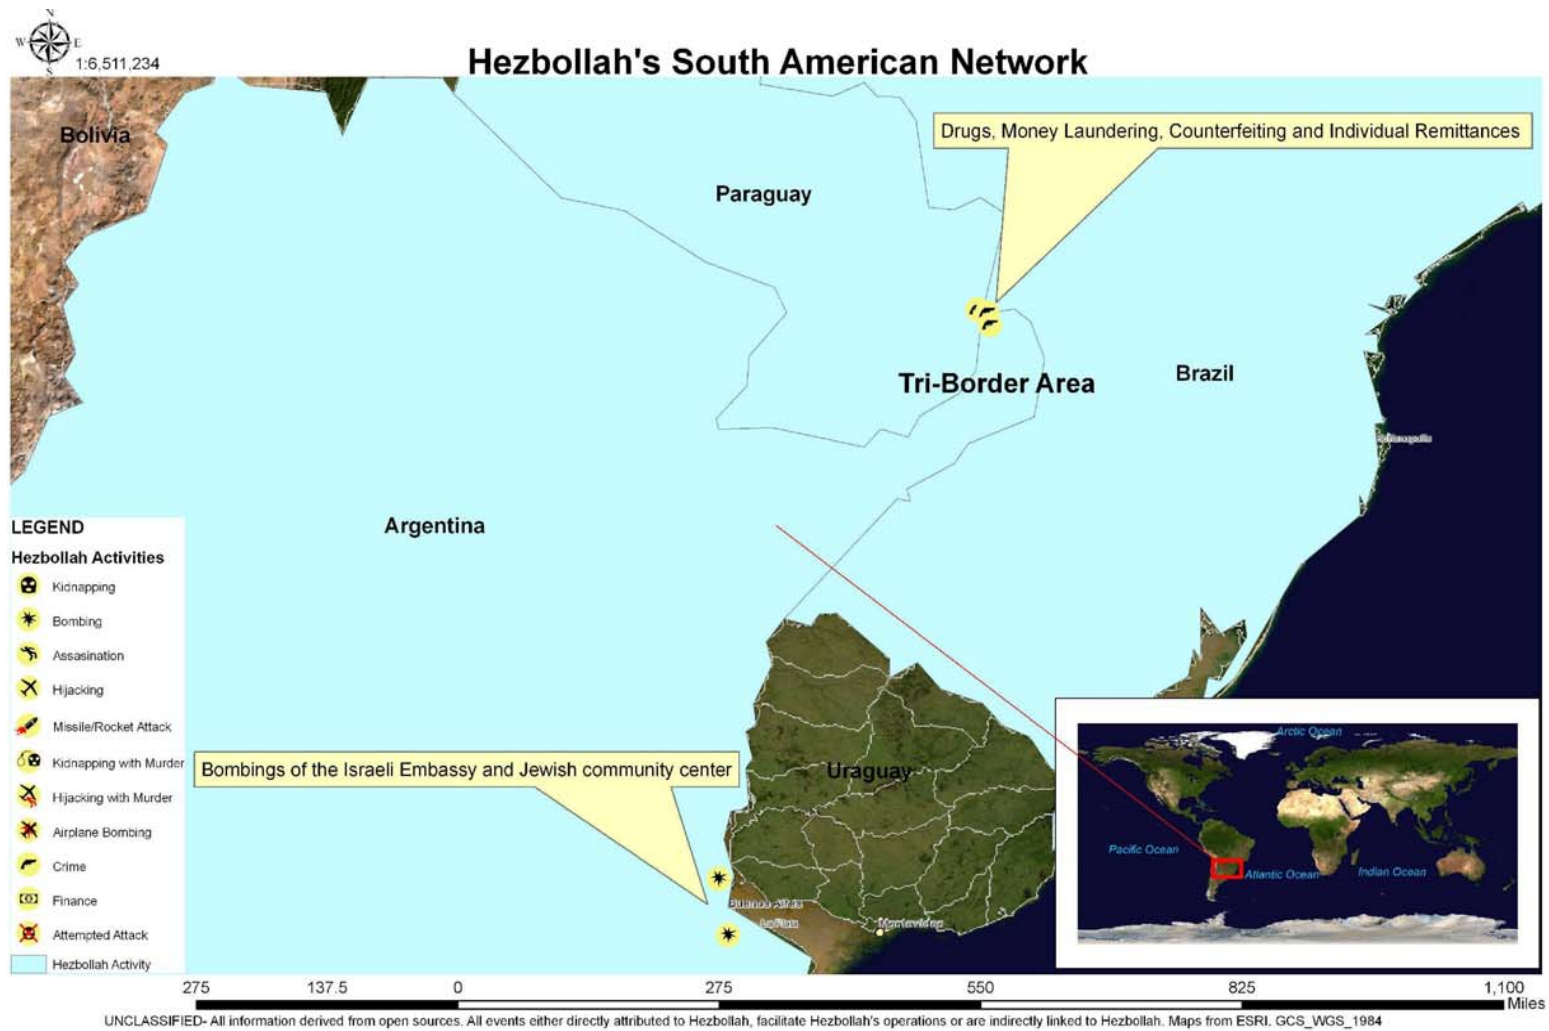 N
W E
S
1:6,511,234
Hezbollah's South American Network
Bolivia
Drugs, Money Laundering, Counterfeiting and Individual Remittances
Paraguay
Tri-Border Area
Brazil
Argentina
LEGEND
Hezbollah Activities
Kidnapping
Bombing
Assasination
Hijacking
Missile/Rocket Attack
Kidnapping with Murder
Hijacking with Murder
Airplane Bombing
Crime
Finance
Attempted Attack
Hezbollah Activity
Bombings of the Israeli Embassy and Jewish community center
Uraguay
Buenos Aires
La Plata
Montevideo
Arctic Ocean
Pacific Ocean
Atlantic Ocean
Indian Ocean
275 137.5 0 275 550 825 1,100
Miles
UNCLASSIFIED- All information derived from open sources. All events either directly attributed to Hezbollah, facilitate Hezbollah's operations or are indirectly linked to Hezbollah. Maps from ESRI. GCS_WGS_1984